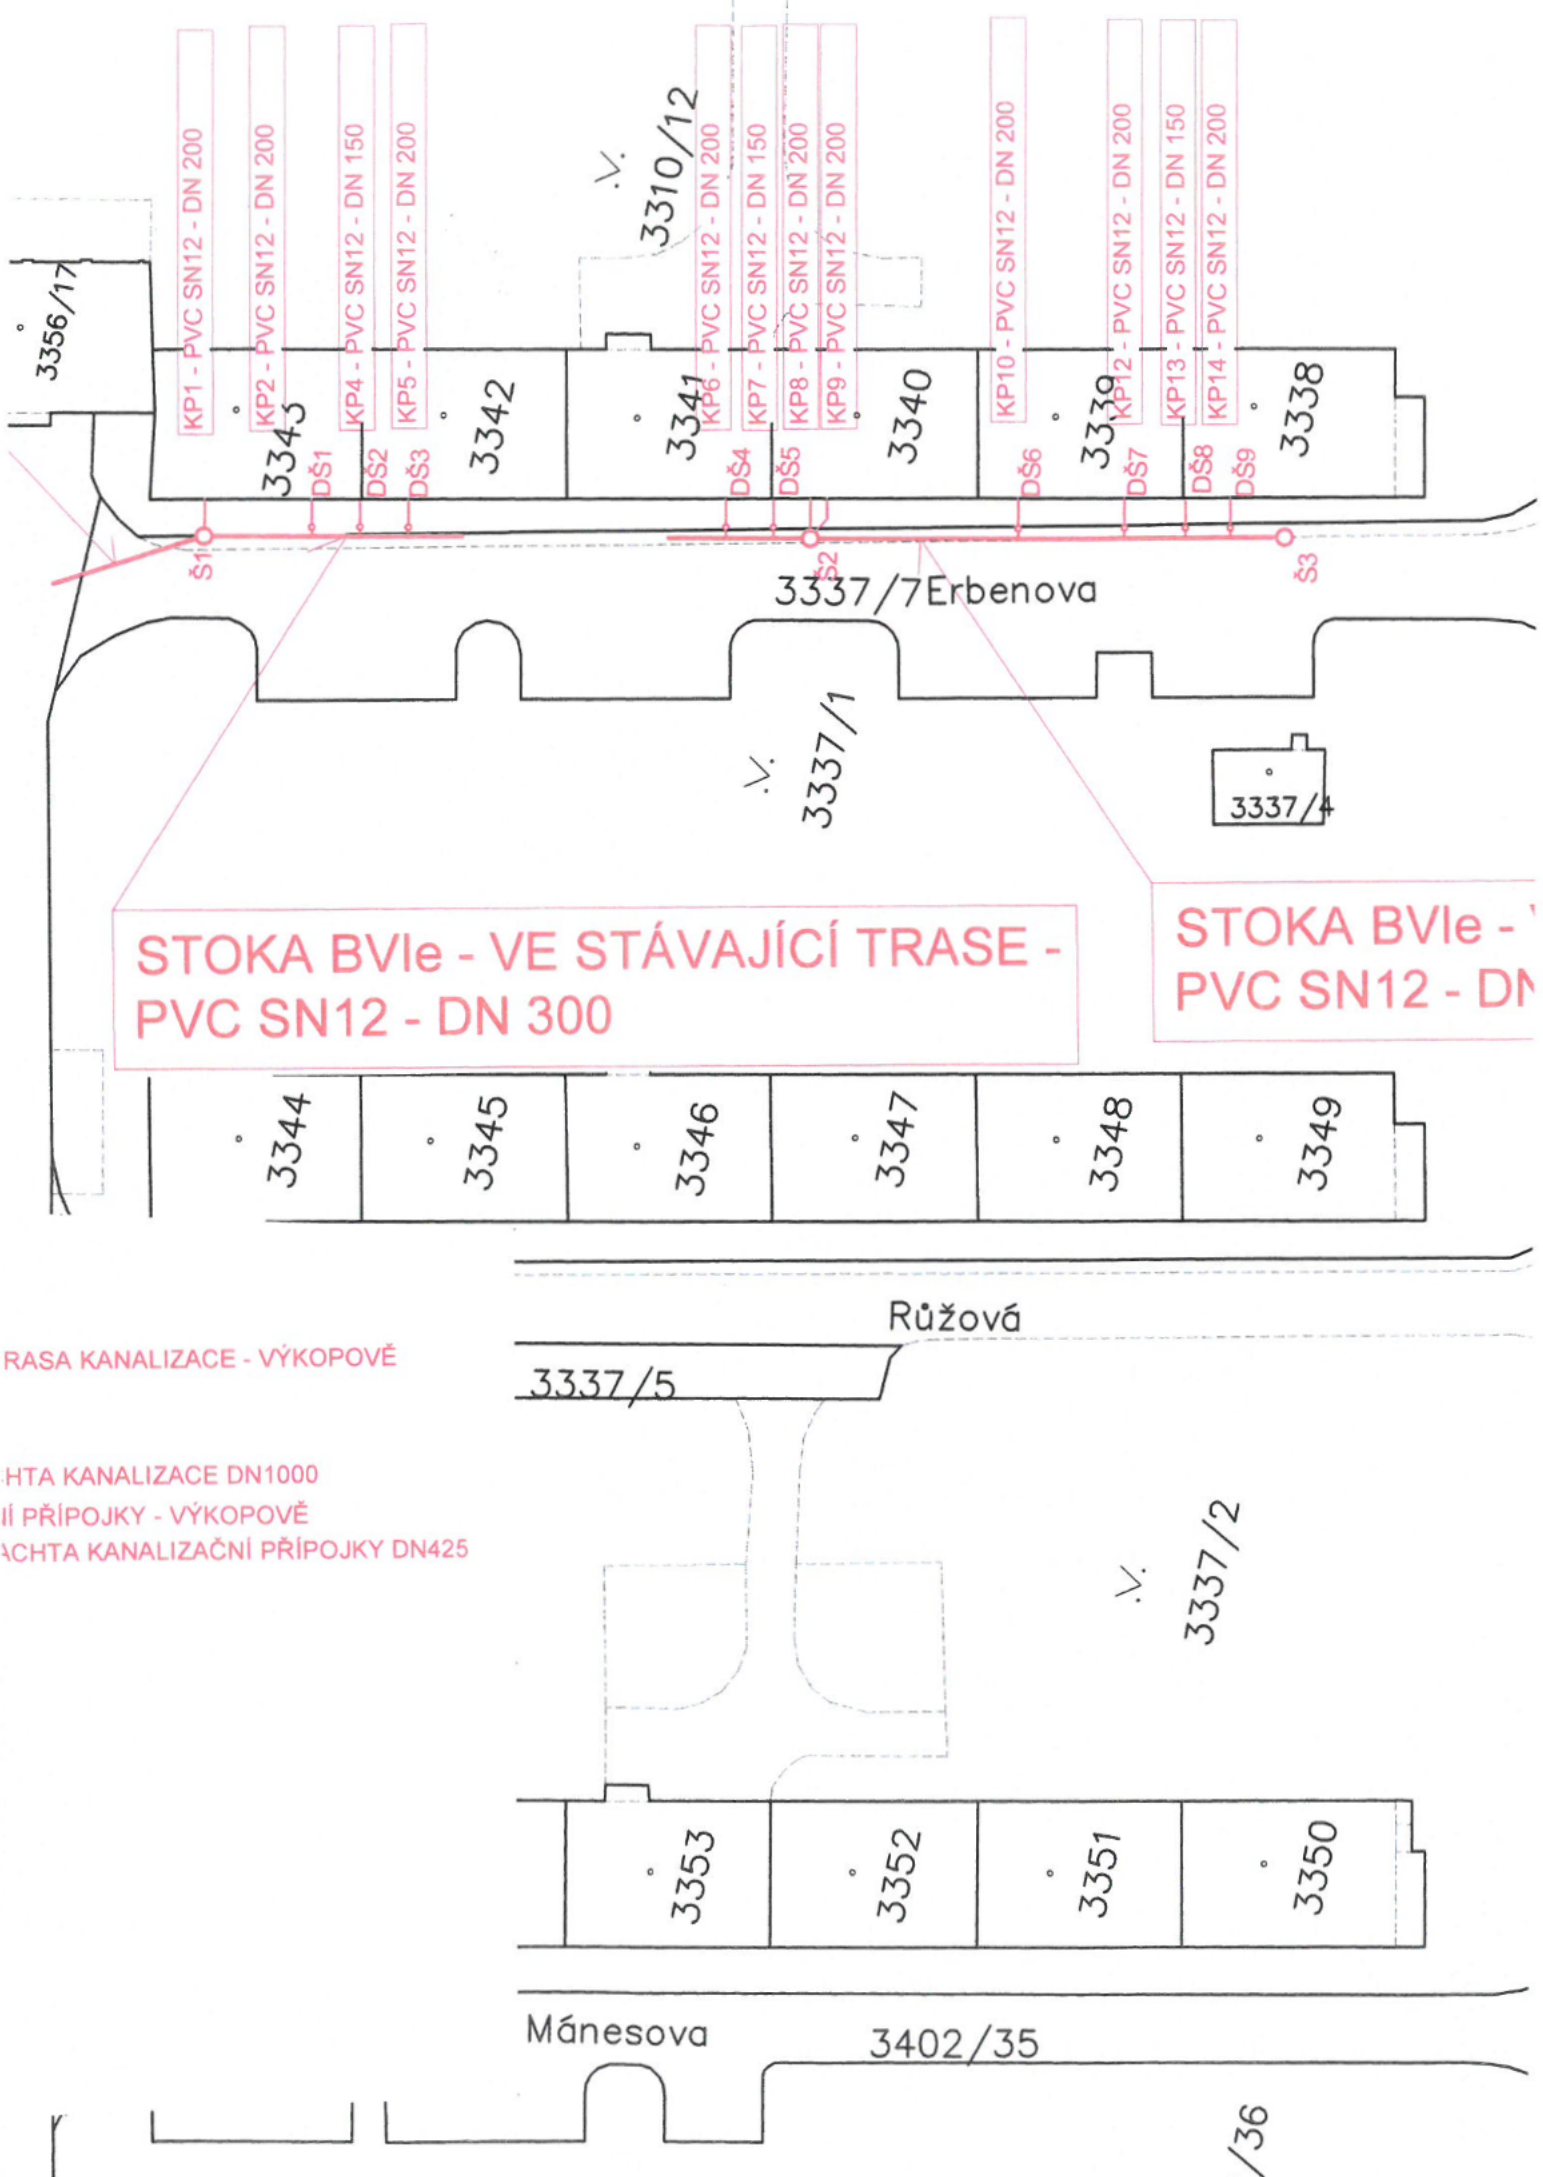 KP1 - PVC SN12 - DN 200
KP2 - PVC SN12 - DN 200
KP4 - PVC SN12 - DN 150
KP5 - PVC SN12 - DN 200
KP6 - PVC SN12 - DN 200
KP7 - PVC SN12 - DN 150
KP8 - PVC SN12 - DN 200
KP9 - PVC SN12 - DN 200
KP10 - PVC SN12 - DN 200
KP12 - PVC SN12 - DN 200
KP13 - PVC SN12 - DN 150
KP14 - PVC SN12 - DN 200
3310/12
3356/17
3343
3342
3341
3340
3339
3338
DŠ1
DŠ2
DŠ3
DŠ4
DŠ5
DŠ6
DŠ7
DŠ8
DŠ9
Š1
Š2
Š3
3337/7 Erbenova
3337/1
3337/4
STOKA BVIe - VE STÁVAJÍCÍ TRASE -
PVC SN12 - DN 300
STOKA BVIe -
PVC SN12 - DN
3344
3345
3346
3347
3348
3349
Růžová
RASA KANALIZACE - VÝKOPOVĚ
3337/5
HTA KANALIZACE DN1000
Í PŘÍPOJKY - VÝKOPOVĚ
ACHTA KANALIZAČNÍ PŘÍPOJKY DN425
3337/2
3353
3352
3351
3350
Mánesova
3402/35
/36